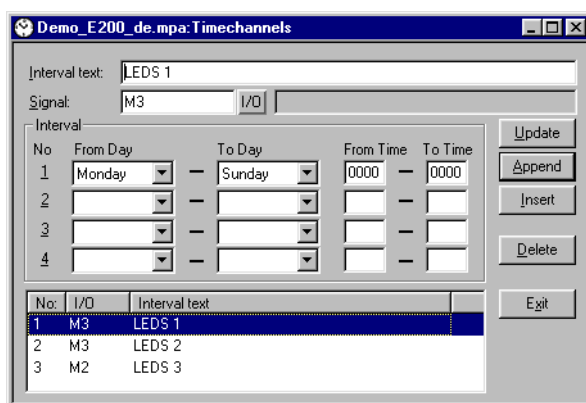 Demo_E200_de.mpa:Timechannels
Interval text: LEDS 1
Signal: M3 I/O
Interval
Update
No From Day To Day From Time To Time
1 Monday – Sunday 0000 – 0000
Append
2 – –
Insert
3 – –
4 – –
Delete
No: I/O Interval text
Exit
1 M3 LEDS 1
2 M3 LEDS 2
3 M2 LEDS 3